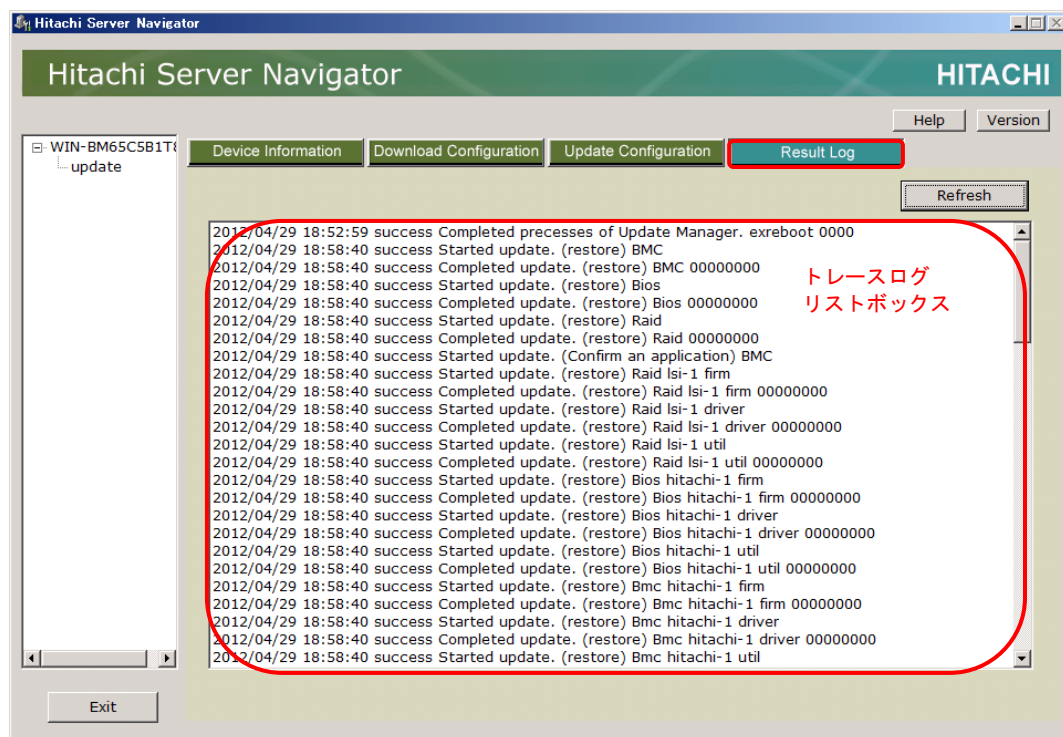 Hitachi Server Navigator
Hitachi Server Navigator
HITACHI
Help
Version
WIN-BM65C5B1T8
update
Device Information
Download Configuration
Update Configuration
Result Log
Refresh
2012/04/29 18:52:59 success Completed precesses of Update Manager. exreboot 0000
2012/04/29 18:58:40 success Started update. (restore) BMC
2012/04/29 18:58:40 success Completed update. (restore) BMC 00000000
2012/04/29 18:58:40 success Started update. (restore) Bios
2012/04/29 18:58:40 success Completed update. (restore) Bios 00000000
2012/04/29 18:58:40 success Started update. (restore) Raid
2012/04/29 18:58:40 success Completed update. (restore) Raid 00000000
2012/04/29 18:58:40 success Started update. (Confirm an application) BMC
2012/04/29 18:58:40 success Started update. (restore) Raid lsi-1 firm
2012/04/29 18:58:40 success Completed update. (restore) Raid lsi-1 firm 00000000
2012/04/29 18:58:40 success Started update. (restore) Raid lsi-1 driver
2012/04/29 18:58:40 success Completed update. (restore) Raid lsi-1 driver 00000000
2012/04/29 18:58:40 success Started update. (restore) Raid lsi-1 util
2012/04/29 18:58:40 success Completed update. (restore) Raid lsi-1 util 00000000
2012/04/29 18:58:40 success Started update. (restore) Bios hitachi-1 firm
2012/04/29 18:58:40 success Completed update. (restore) Bios hitachi-1 firm 00000000
2012/04/29 18:58:40 success Started update. (restore) Bios hitachi-1 driver
2012/04/29 18:58:40 success Completed update. (restore) Bios hitachi-1 driver 00000000
2012/04/29 18:58:40 success Started update. (restore) Bios hitachi-1 util
2012/04/29 18:58:40 success Completed update. (restore) Bios hitachi-1 util 00000000
2012/04/29 18:58:40 success Started update. (restore) Bmc hitachi-1 firm
2012/04/29 18:58:40 success Completed update. (restore) Bmc hitachi-1 firm 00000000
2012/04/29 18:58:40 success Started update. (restore) Bmc hitachi-1 driver
2012/04/29 18:58:40 success Completed update. (restore) Bmc hitachi-1 driver 00000000
2012/04/29 18:58:40 success Started update. (restore) Bmc hitachi-1 util
トレースログ
リストボックス
Exit